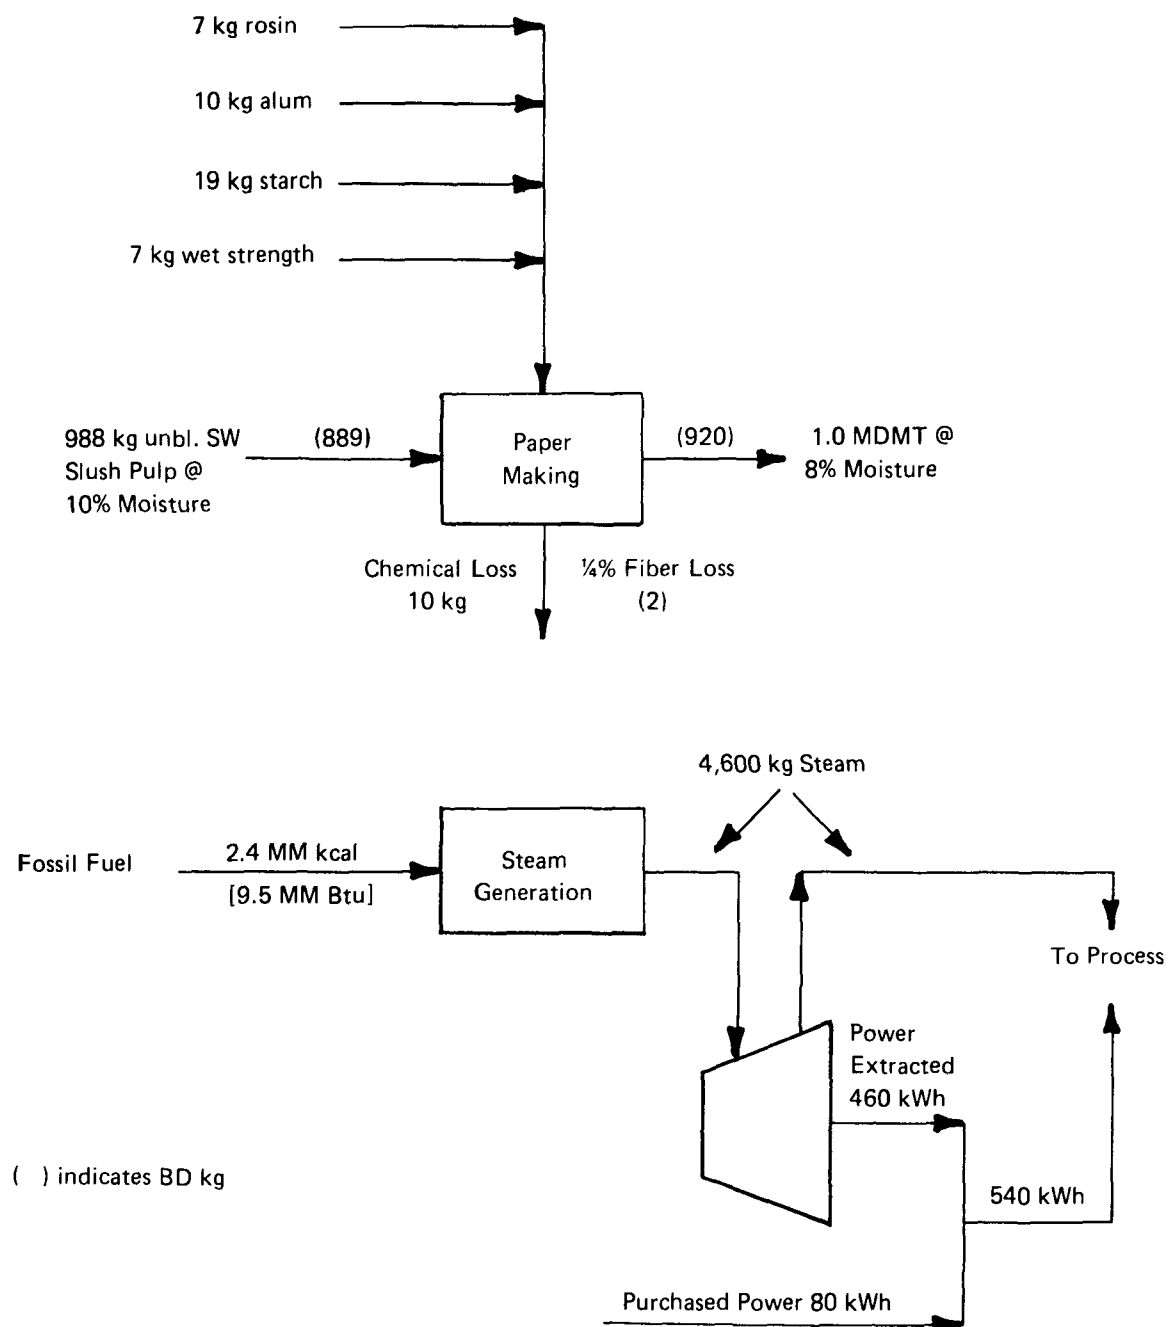 7 kg rosin
10 kg alum
19 kg starch
7 kg wet strength
988 kg unbl. SW
Slush Pulp @
10% Moisture
(889)
Paper
Making
(920)
1.0 MDMT @
8% Moisture
Chemical Loss
10 kg
¼% Fiber Loss
(2)
4,600 kg Steam
Fossil Fuel
2.4 MM kcal
[9.5 MM Btu]
Steam
Generation
To Process
Power
Extracted
460 kWh
( ) indicates BD kg
540 kWh
Purchased Power 80 kWh